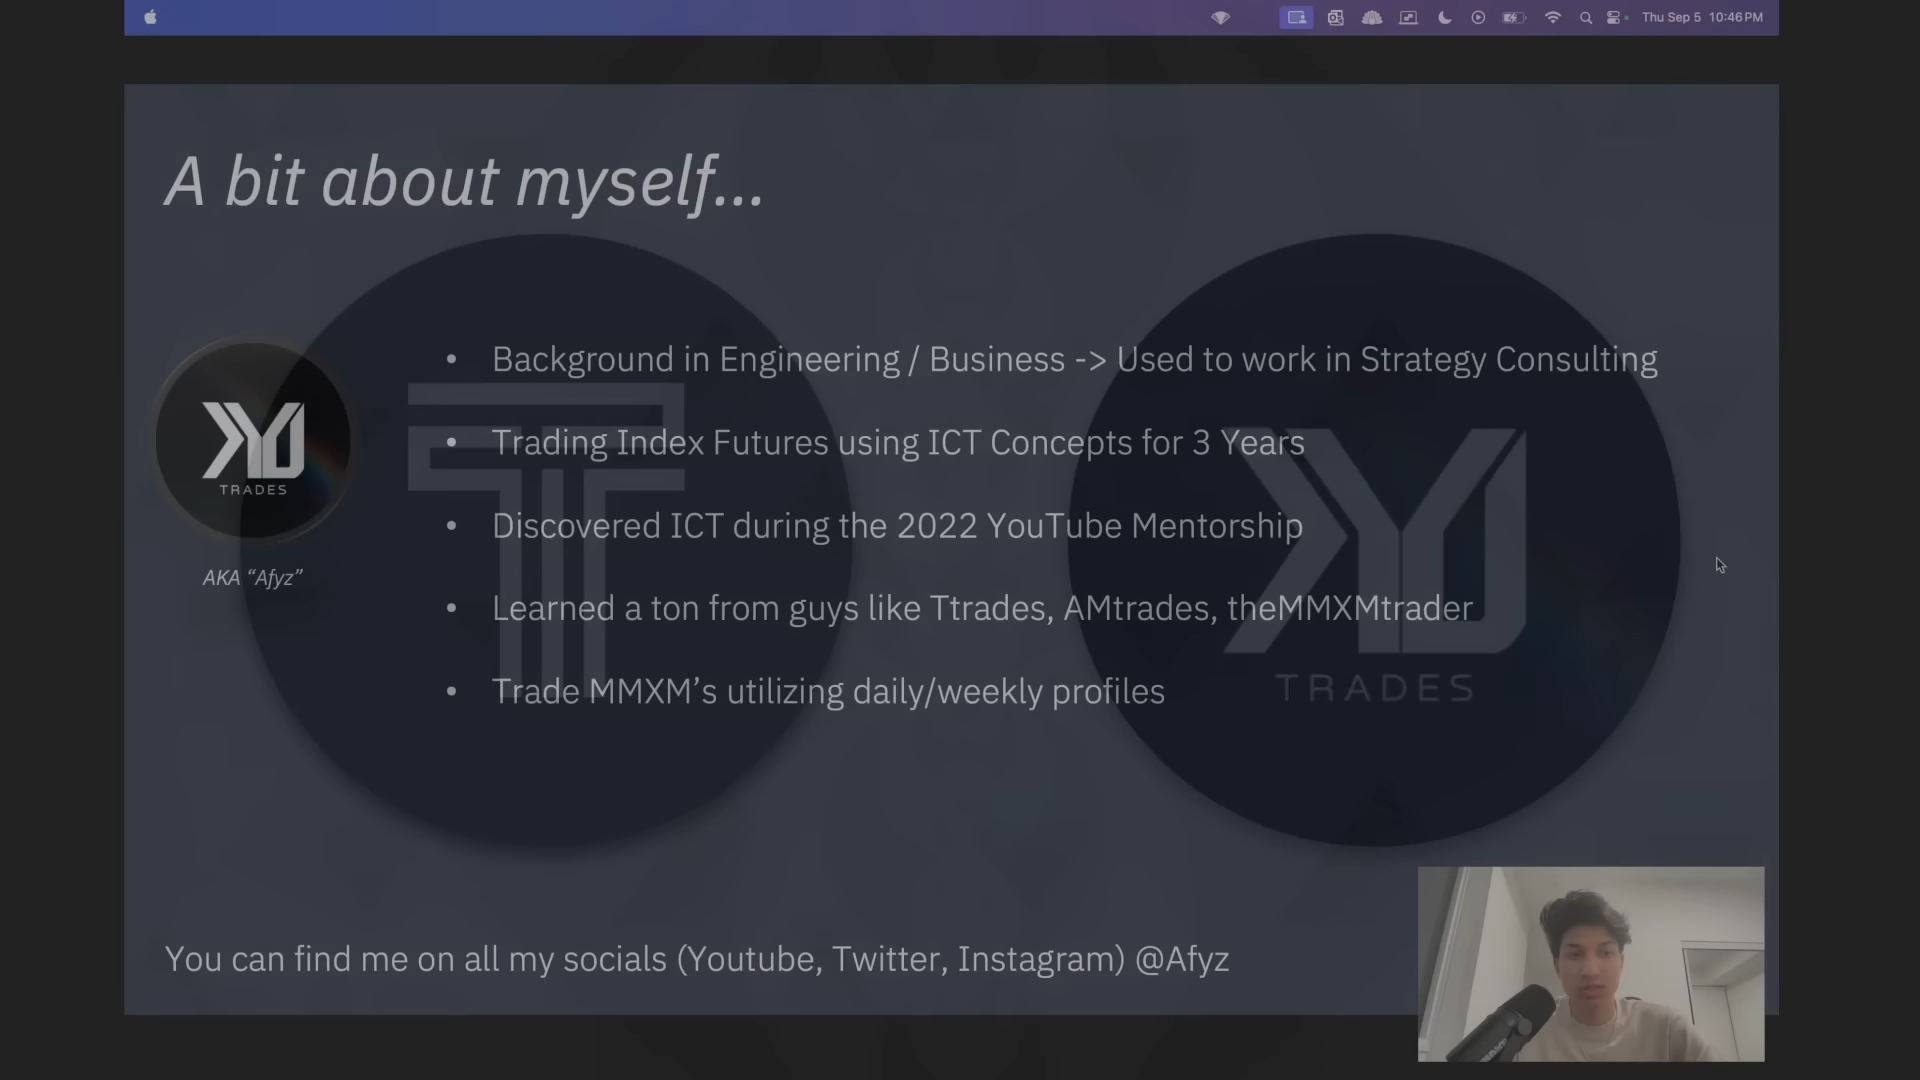 Thu Sep 5 10:46 PM
A bit about myself...
• Background in Engineering / Business -> Used to work in Strategy Consulting
• Trading Index Futures using ICT Concepts for 3 Years
• Discovered ICT during the 2022 YouTube Mentorship
• Learned a ton from guys like Ttrades, AMtrades, theMMXMtrader
• Trade MMXM’s utilizing daily/weekly profiles
TRADES
AKA “Afyz”
TRADES
You can find me on all my socials (Youtube, Twitter, Instagram) @Afyz